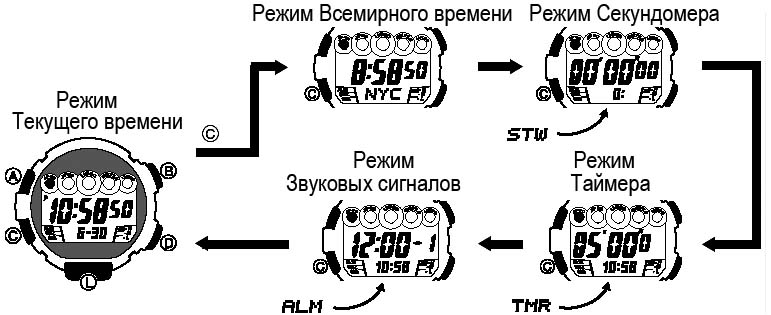 Режим Всемирного времени
Режим Секундомера
Режим
Текущего времени
C
8:58 50
C
NYC
00'00"00
C
0:
STW
A
B
P
10:58 50
C
6-30
D
L
Режим
Звуковых сигналов
12:00-1
C
10:58
ALM
Режим
Таймера
05'00"0
C
10:58
TMR